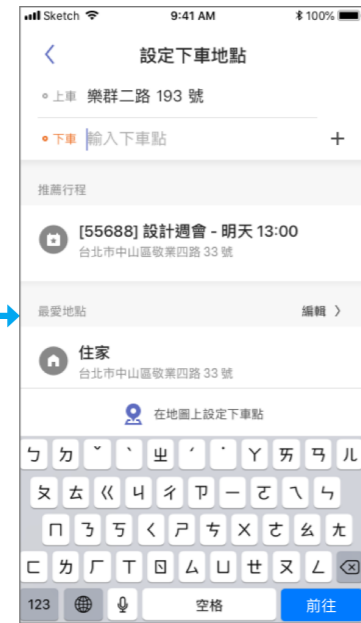 Sketch 9:41 AM 100%
設定下車地點
上車 樂群二路 193 號
下車 輸入下車點 +
推薦行程
[55688] 設計週會 - 明天 13:00
台北市中山區敬業四路 33 號
最愛地點 編輯 〉
住家
台北市中山區敬業四路 33 號
在地圖上設定下車點
ㄅ ㄉ ˇ ˋ ㄓ ˊ ˙ ㄚ ㄞ ㄢ ㄦ
ㄆ ㄊ ㄍ ㄐ ㄔ ㄗ ㄧ ㄛ ㄟ ㄣ
ㄇ ㄋ ㄎ ㄑ ㄕ ㄘ ㄨ ㄜ ㄠ ㄤ
ㄈ ㄌ ㄏ ㄒ ㄖ ㄙ ㄩ ㄝ ㄡ ㄥ
123 空格 前往